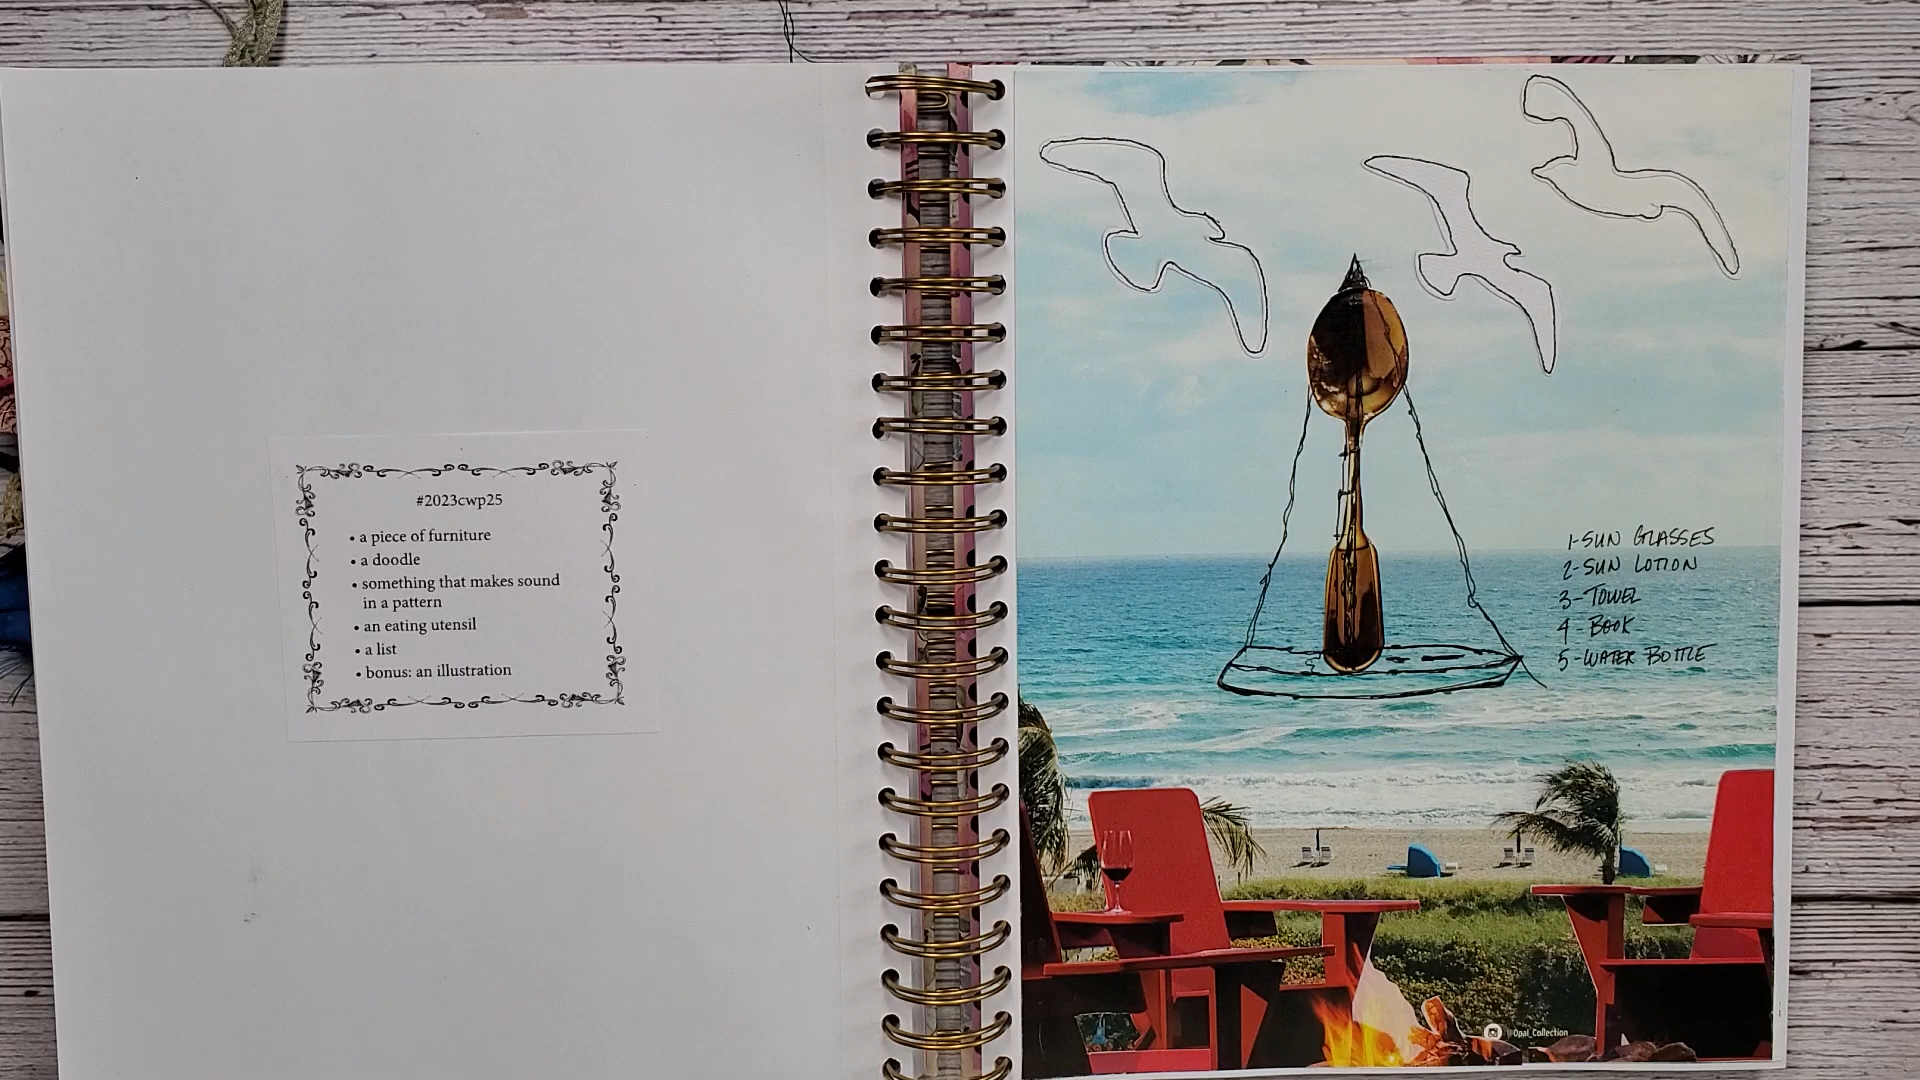 #2023cwp25
• a piece of furniture
• a doodle
• something that makes sound
in a pattern
• an eating utensil
• a list
• bonus: an illustration
1-SUN GLASSES
2-SUN LOTION
3-TOWEL
4-BOOK
5-WATER BOTTLE
@Opal_Collection